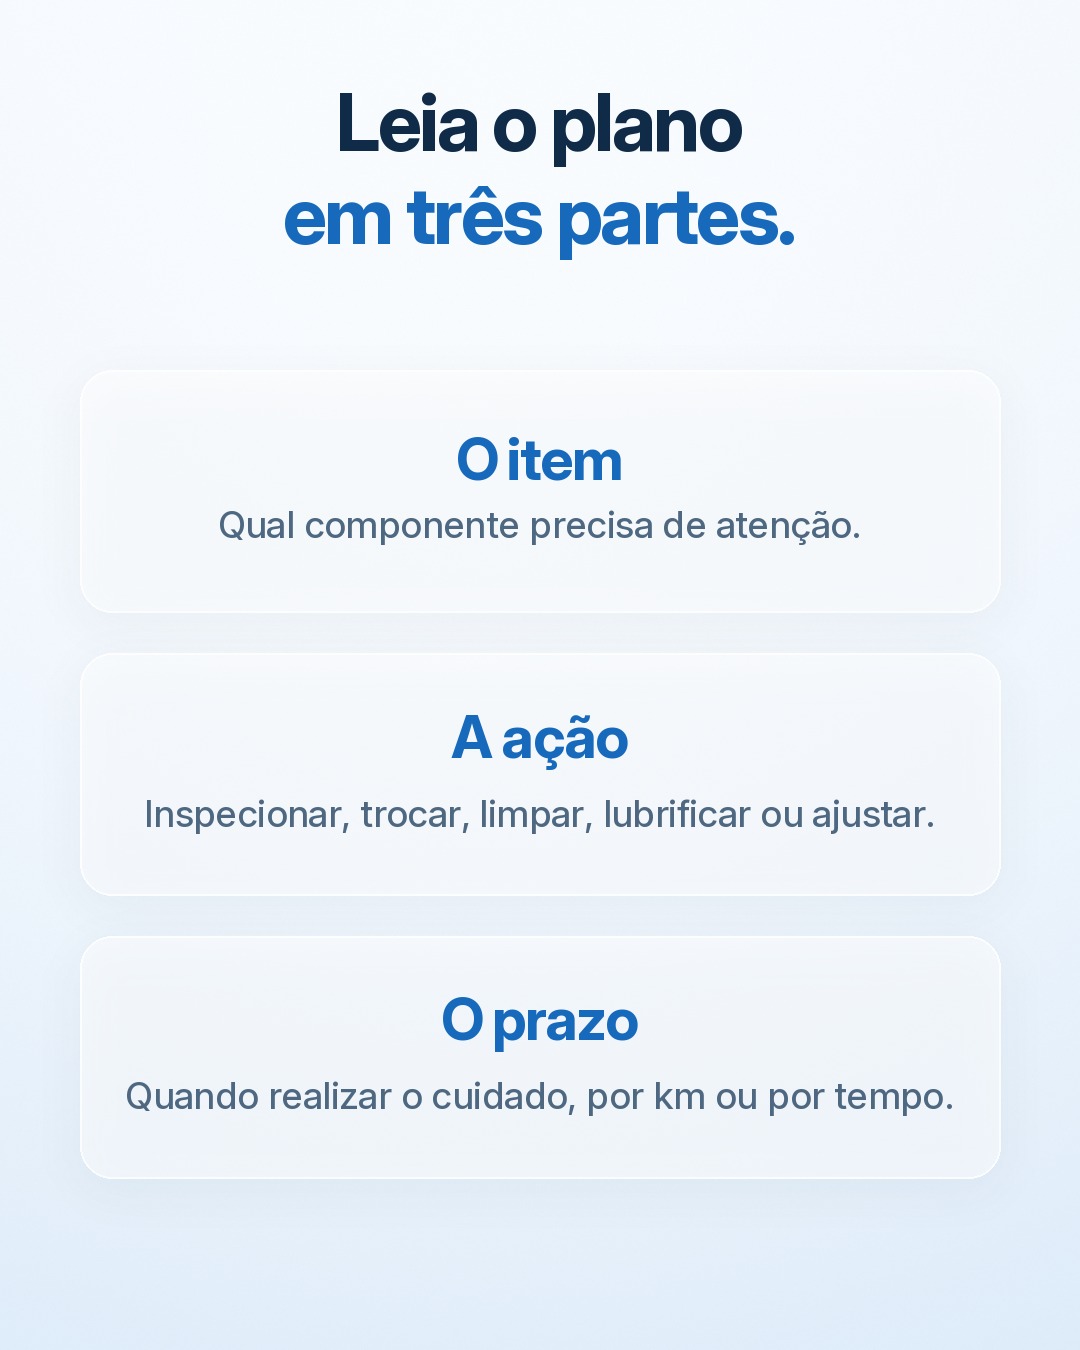 Leia o plano
em três partes.
O item
Qual componente precisa de atenção.
A ação
Inspecionar, trocar, limpar, lubrificar ou ajustar.
O prazo
Quando realizar o cuidado, por km ou por tempo.